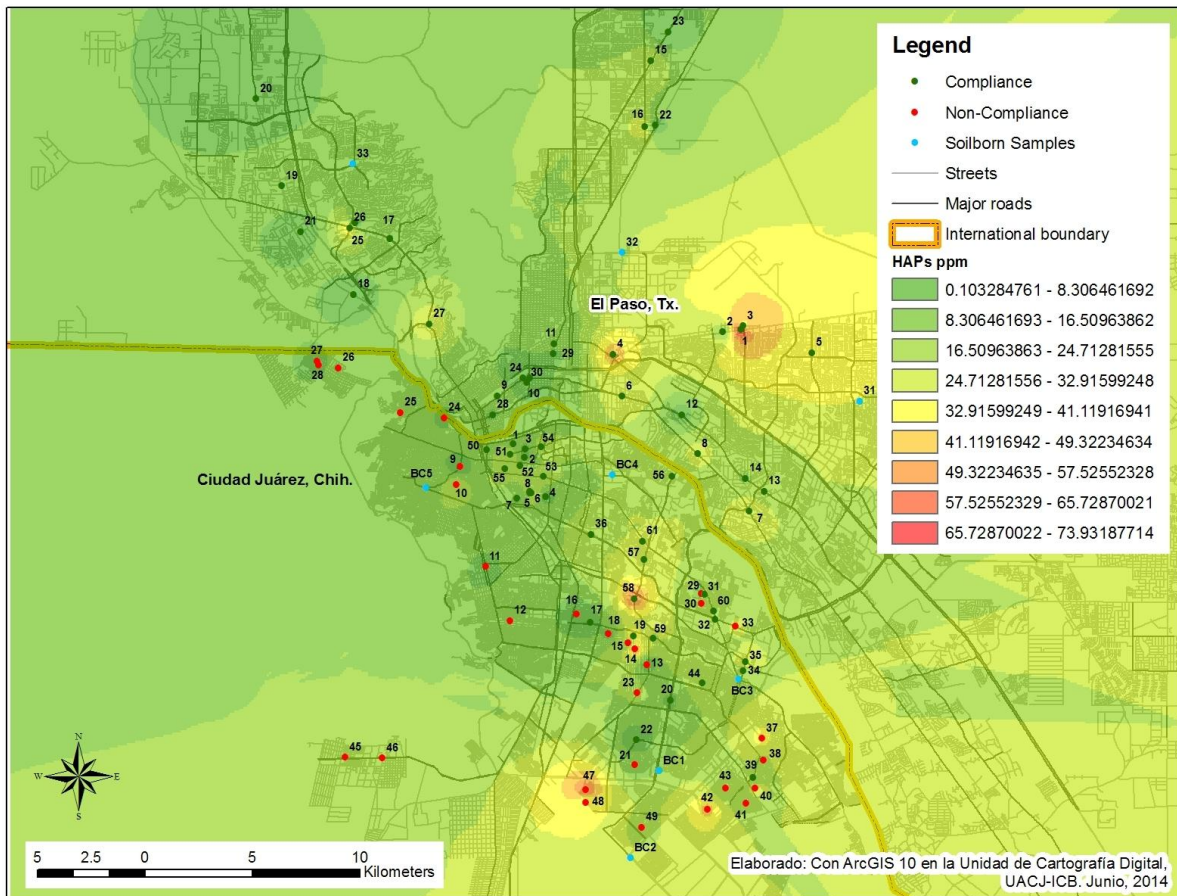 Legend
Compliance
Non-Compliance
Soilborn Samples
Streets
Major roads
International boundary
HAPs ppm
0.103284761 - 8.306461692
8.306461693 - 16.50963862
16.50963863 - 24.71281555
24.71281556 - 32.91599248
32.91599249 - 41.11916941
41.11916942 - 49.32234634
49.32234635 - 57.52552328
57.52552329 - 65.72870021
65.72870022 - 73.93187714
23
15
20
16 22
33
19
26
21 17
25
32
18
El Paso, Tx.
27
2 3
11 1
27 29 4 5
26
28
24 30
9 10 6 31
25 24 28 12
50 1 3 54
51 2 8
9 52 53
Ciudad Juárez, Chih. BC5 55 BC4 56 14
10 8 13
7 5 6 4 7
36 61
57
11
58 29 31
30 60
16 17
12 18 19 59 32 33
15
14 13 35
34
44 BC3
23
20
22 37
45 46 38
21 BC1 39
47 43
48 42 40
41
49
BC2
N
W E
S
5 2.5 0 5 10
Kilometers
Elaborado: Con ArcGIS 10 en la Unidad de Cartografía Digital,
UACJ-ICB. Junio, 2014